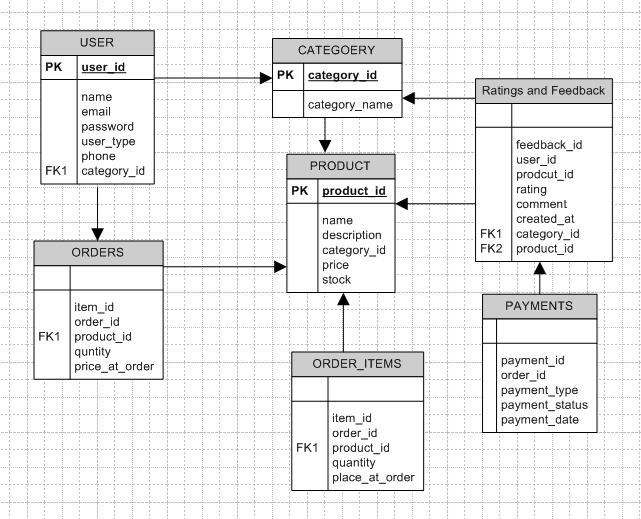 USER
PK user_id
name
email
password
user_type
phone
FK1 category_id
CATEGOERY
PK category_id
category_name
Ratings and Feedback
feedback_id
user_id
prodcut_id
rating
comment
created_at
FK1 category_id
FK2 product_id
PRODUCT
PK product_id
name
description
category_id
price
stock
ORDERS
item_id
order_id
FK1 product_id
quntity
price_at_order
PAYMENTS
payment_id
order_id
payment_type
payment_status
payment_date
ORDER_ITEMS
item_id
order_id
FK1 product_id
quantity
place_at_order